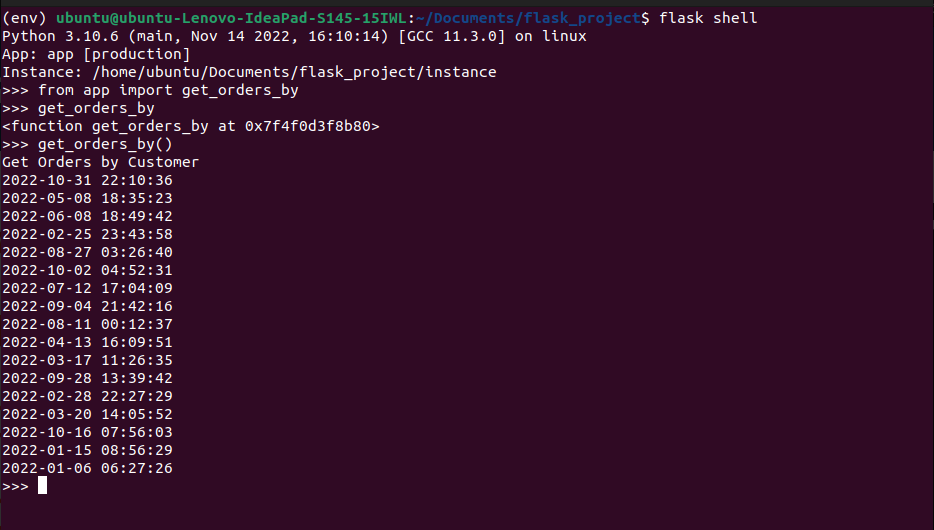 (env) ubuntu@ubuntu-Lenovo-IdeaPad-S145-15IWL:~/Documents/flask_project$ flask shell
Python 3.10.6 (main, Nov 14 2022, 16:10:14) [GCC 11.3.0] on linux
App: app [production]
Instance: /home/ubuntu/Documents/flask_project/instance
>>> from app import get_orders_by
>>> get_orders_by
<function get_orders_by at 0x7f4f0d3f8b80>
>>> get_orders_by()
Get Orders by Customer
2022-10-31 22:10:36
2022-05-08 18:35:23
2022-06-08 18:49:42
2022-02-25 23:43:58
2022-08-27 03:26:40
2022-10-02 04:52:31
2022-07-12 17:04:09
2022-09-04 21:42:16
2022-08-11 00:12:37
2022-04-13 16:09:51
2022-03-17 11:26:35
2022-09-28 13:39:42
2022-02-28 22:27:29
2022-03-20 14:05:52
2022-10-16 07:56:03
2022-01-15 08:56:29
2022-01-06 06:27:26
>>>